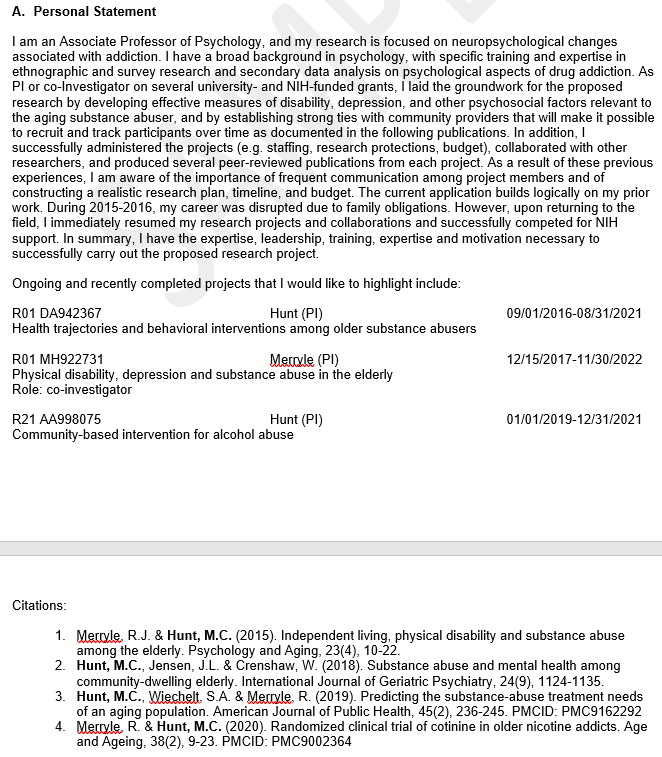 A. Personal Statement
I am an Associate Professor of Psychology, and my research is focused on neuropsychological changes
associated with addiction. I have a broad background in psychology, with specific training and expertise in
ethnographic and survey research and secondary data analysis on psychological aspects of drug addiction. As
PI or co-Investigator on several university- and NIH-funded grants, I laid the groundwork for the proposed
research by developing effective measures of disability, depression, and other psychosocial factors relevant to
the aging substance abuser, and by establishing strong ties with community providers that will make it possible
to recruit and track participants over time as documented in the following publications. In addition, I
successfully administered the projects (e.g. staffing, research protections, budget), collaborated with other
researchers, and produced several peer-reviewed publications from each project. As a result of these previous
experiences, I am aware of the importance of frequent communication among project members and of
constructing a realistic research plan, timeline, and budget. The current application builds logically on my prior
work. During 2015-2016, my career was disrupted due to family obligations. However, upon returning to the
field, I immediately resumed my research projects and collaborations and successfully competed for NIH
support. In summary, I have the expertise, leadership, training, expertise and motivation necessary to
successfully carry out the proposed research project.
Ongoing and recently completed projects that I would like to highlight include:
R01 DA942367 Hunt (PI) 09/01/2016-08/31/2021
Health trajectories and behavioral interventions among older substance abusers
R01 MH922731 Merryle (PI) 12/15/2017-11/30/2022
Physical disability, depression and substance abuse in the elderly
Role: co-investigator
R21 AA998075 Hunt (PI) 01/01/2019-12/31/2021
Community-based intervention for alcohol abuse
Citations:
1. Merryle, R.J. & Hunt, M.C. (2015). Independent living, physical disability and substance abuse
among the elderly. Psychology and Aging, 23(4), 10-22.
2. Hunt, M.C., Jensen, J.L. & Crenshaw, W. (2018). Substance abuse and mental health among
community-dwelling elderly. International Journal of Geriatric Psychiatry, 24(9), 1124-1135.
3. Hunt, M.C., Wiechelt, S.A. & Merryle, R. (2019). Predicting the substance-abuse treatment needs
of an aging population. American Journal of Public Health, 45(2), 236-245. PMCID: PMC9162292
4. Merryle, R. & Hunt, M.C. (2020). Randomized clinical trial of cotinine in older nicotine addicts. Age
and Ageing, 38(2), 9-23. PMCID: PMC9002364